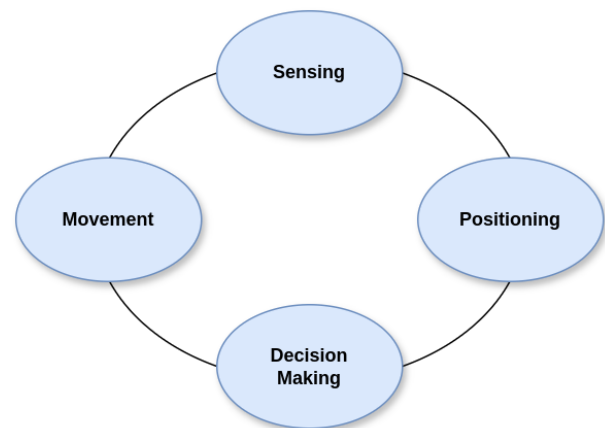 Sensing
Movement
Positioning
Decision
Making